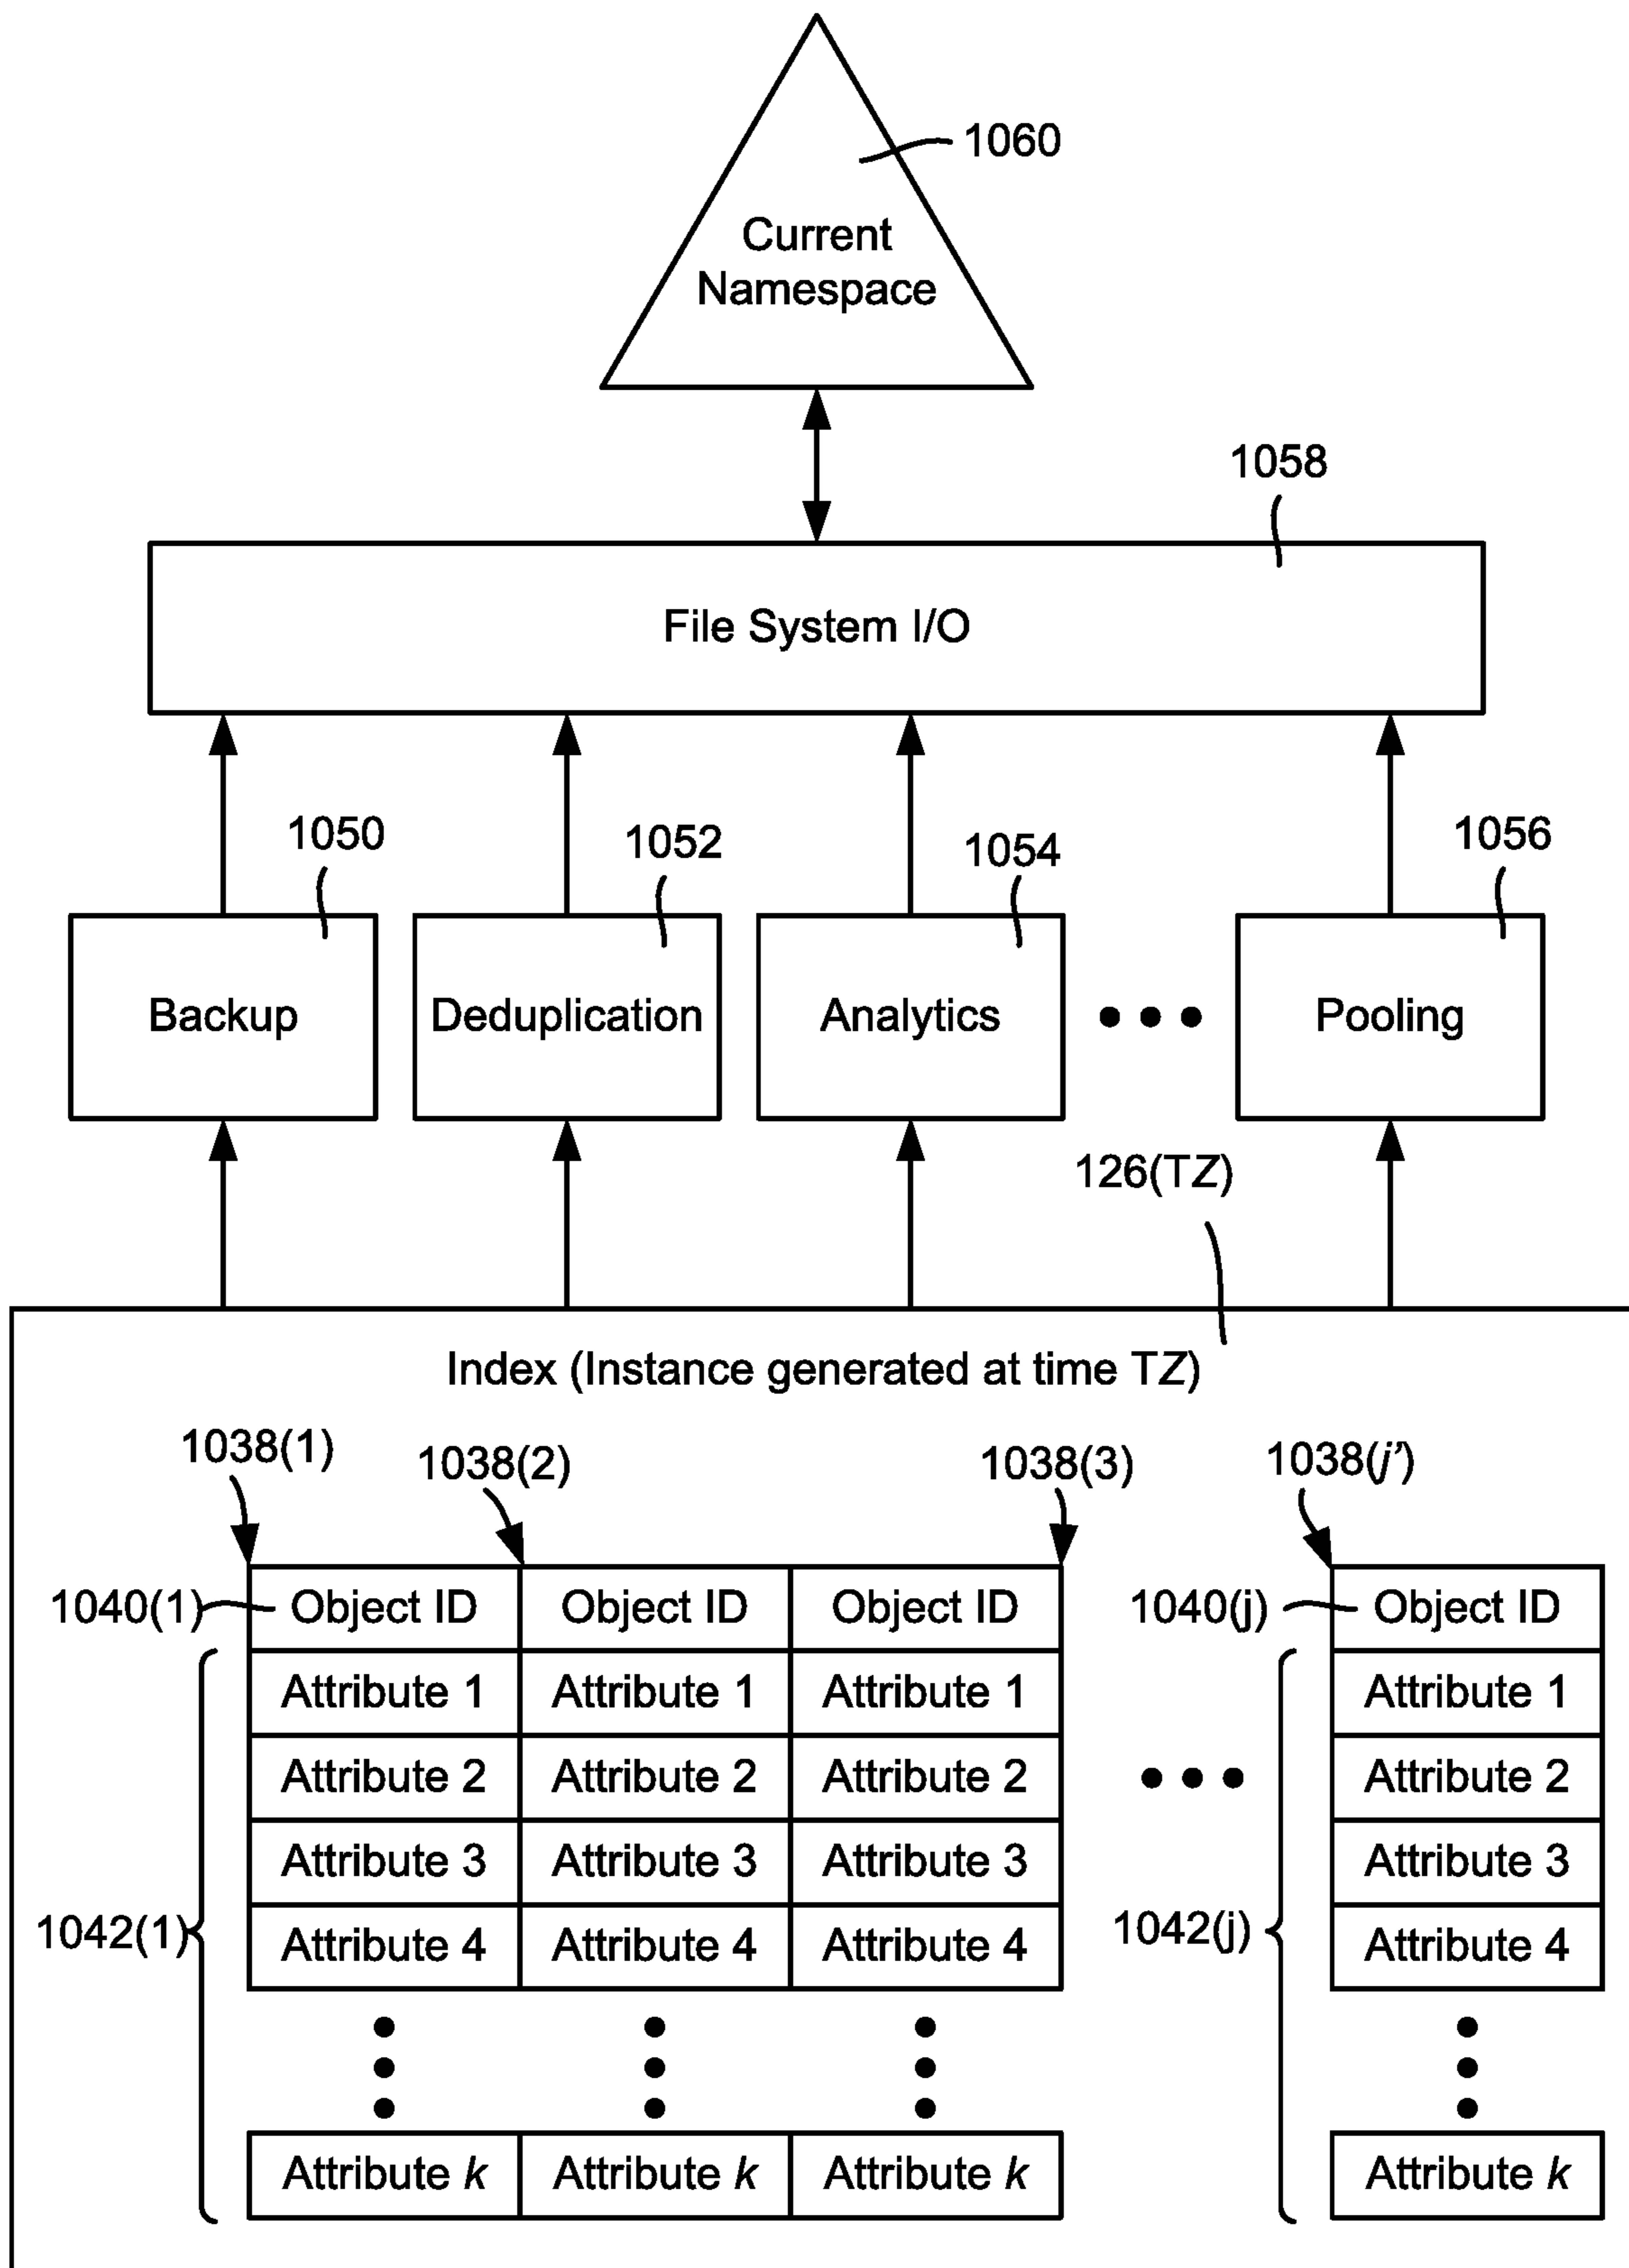 1060
Current
Namespace
1058
File System I/O
1050
1052
1054
1056
Backup
Deduplication
Analytics
Pooling
126(TZ)
Index (Instance generated at time TZ)
1038(1)
1038(2)
1038(3)
1038(j’)
1040(1)
Object ID
Object ID
Object ID
1040(j)
Object ID
Attribute 1
Attribute 1
Attribute 1
Attribute 1
Attribute 2
Attribute 2
Attribute 2
Attribute 2
Attribute 3
Attribute 3
Attribute 3
Attribute 3
1042(1)
Attribute 4
Attribute 4
Attribute 4
1042(j)
Attribute 4
Attribute k
Attribute k
Attribute k
Attribute k